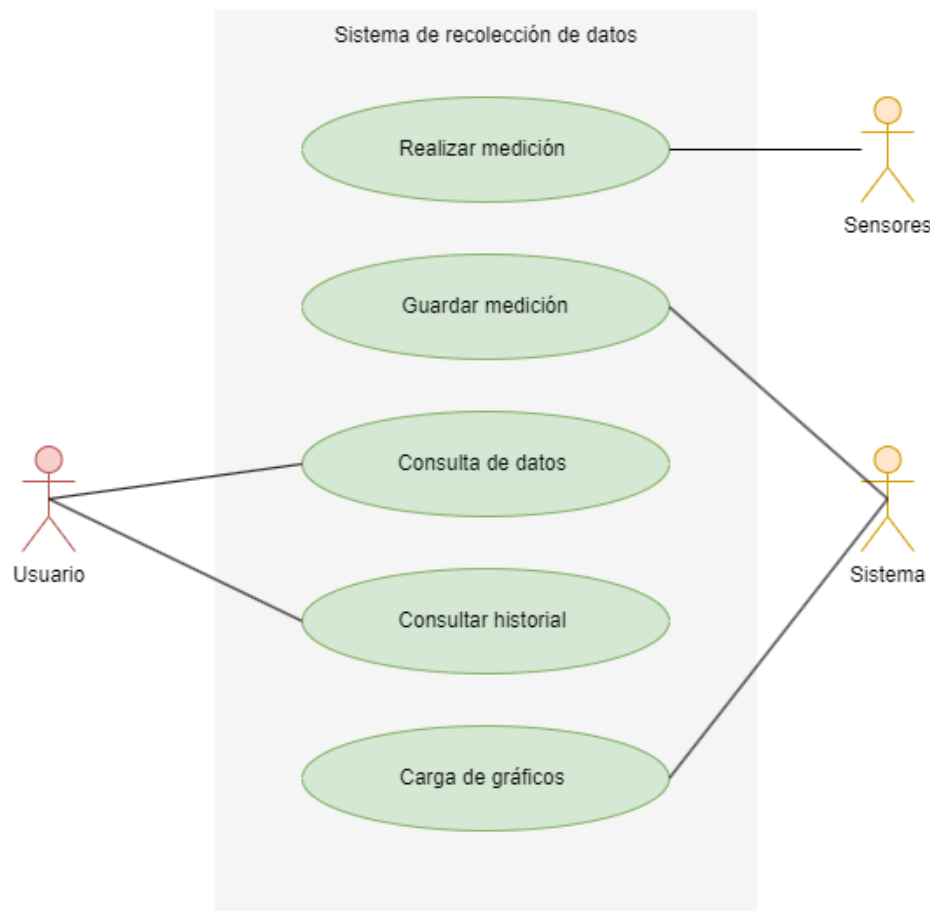 Sistema de recolección de datos
Realizar medición
Sensores
Guardar medición
Consulta de datos
Usuario
Sistema
Consultar historial
Carga de gráficos